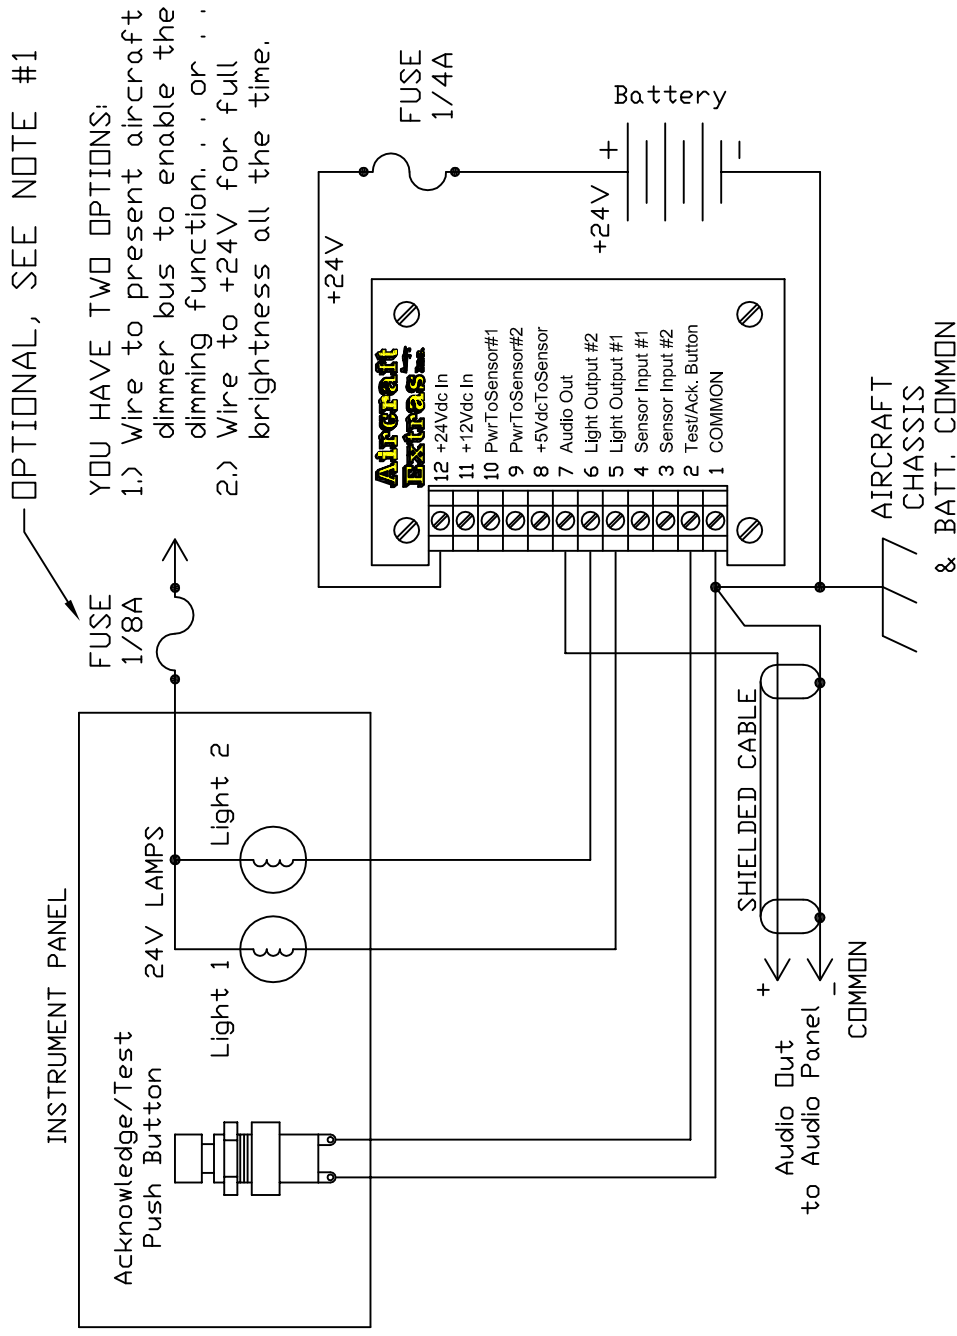 OPTIONAL, SEE NOTE #1
YOU HAVE TWO OPTIONS:
1.) Wire to present aircraft
dimmer bus to enable the
dimming function. . . or . .
2.) Wire to +24V for full
brightness all the time.
FUSE
1/8A
FUSE
1/4A
+24V
Battery
+
+24V
−
INSTRUMENT PANEL
24V LAMPS
Light 1
Light 2
Acknowledge/Test
Push Button
Aircraft
Extras
Inc.
12 +24Vdc In
11 +12Vdc In
10 PwrToSensor#1
9 PwrToSensor#2
8 +5VdcToSensor
7 Audio Out
6 Light Output #2
5 Light Output #1
4 Sensor Input #1
3 Sensor Input #2
2 Test/Ack. Button
1 COMMON
SHIELDED CABLE
+
−
COMMON
Audio Out
to Audio Panel
AIRCRAFT
CHASSIS
& BATT. COMMON